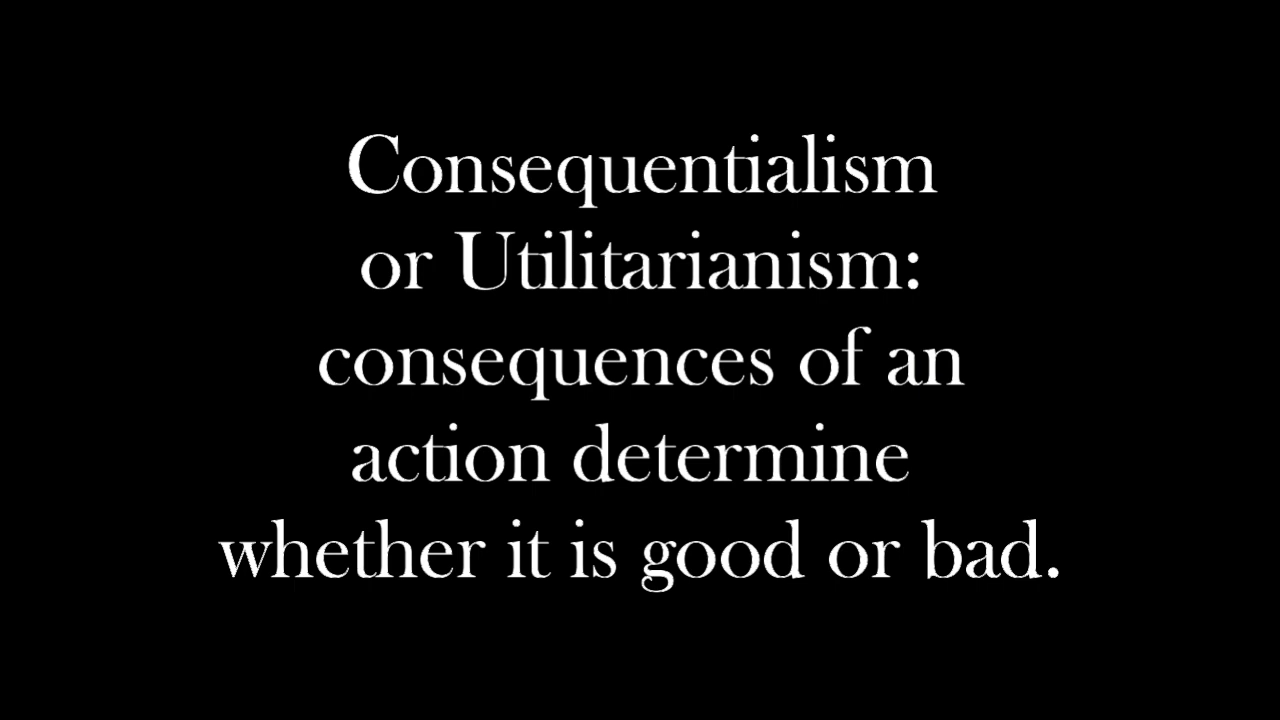 Consequentialism
or Utilitarianism:
consequences of an
action determine
whether it is good or bad.